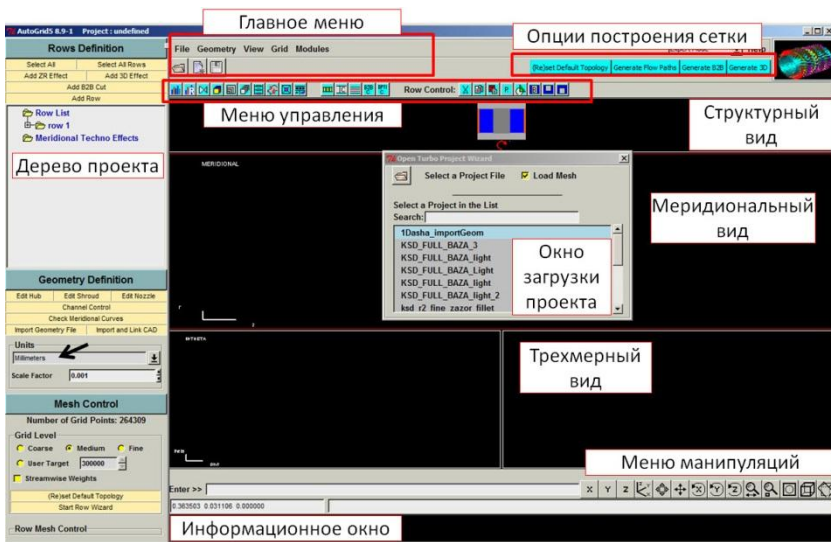 AutoGrid5 8.9-1 Project : undefined
Главное меню
Rows Definition
Select All Select All Rows
Add ZR Effect Add 3D Effect
Add B2B Cut
Add Row
File Geometry View Grid Modules
Опции построения сетки
(Re)set Default Topology Generate Flow Paths Generate B2B Generate 3D
Row Control:
Меню управления
Структурный
вид
Row List
row 1
Meridional Techno Effects
Дерево проекта
MERIDIONAL
Open Turbo Project Wizard
Select a Project File Load Mesh
Select a Project in the List
Search:
1Dasha_importGeom
KSD_FULL_BAZA_3
KSD_FULL_BAZA_light
KSD_FULL_BAZA_Light
KSD_FULL_BAZA_light
KSD_FULL_BAZA_light_2
ksd_r2_fine_zazor_fillet
Окно
загрузки
проекта
Меридиональный
вид
Geometry Definition
Edit Hub Edit Shroud Edit Nozzle
Channel Control
Check Meridional Curves
Import Geometry File Import and Link CAD
Units
Millimeters
Scale Factor 0.001
Трехмерный
вид
Mesh Control
Number of Grid Points: 264309
Grid Level
Coarse Medium Fine
User Target 300000
Streamwise Weights
(Re)set Default Topology
Start Row Wizard
Row Mesh Control
Меню манипуляций
Enter >>
X Y Z
0.363503 0.031106 0.000000
Информационное окно